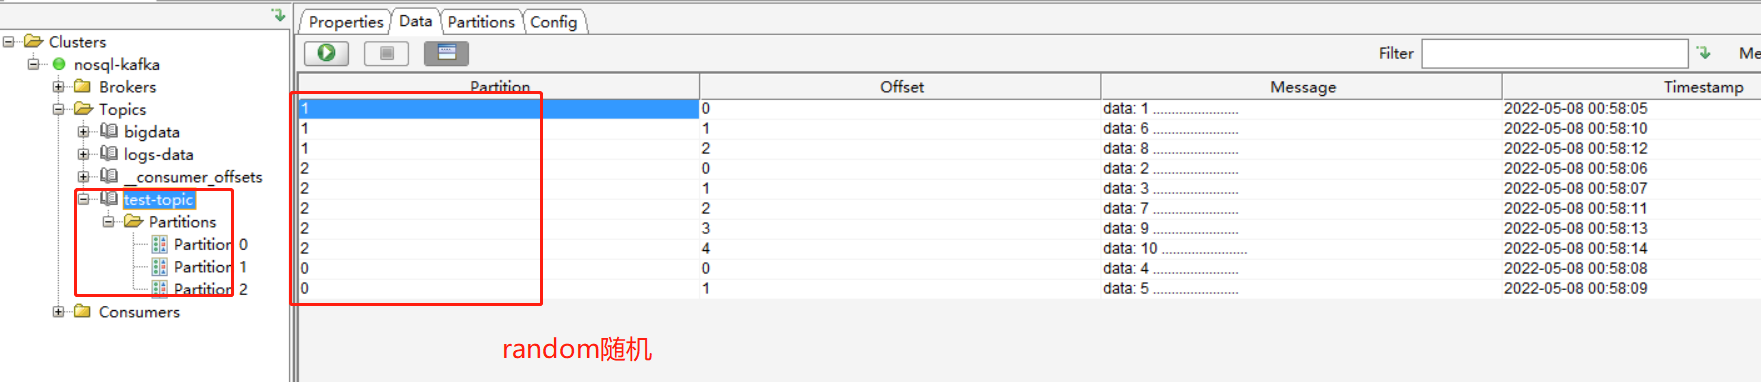 Properties Data Partitions Config
Clusters
nosql-kafka
Brokers
Topics
bigdata
logs-data
__consumer_offsets
test-topic
Partitions
Partition 0
Partition 1
Partition 2
Consumers
Filter Me
Partition Offset Message Timestamp
1 0 data: 1 ....................... 2022-05-08 00:58:05
1 1 data: 6 ....................... 2022-05-08 00:58:10
1 2 data: 8 ....................... 2022-05-08 00:58:12
2 0 data: 2 ....................... 2022-05-08 00:58:06
2 1 data: 3 ....................... 2022-05-08 00:58:07
2 2 data: 7 ....................... 2022-05-08 00:58:11
2 3 data: 9 ....................... 2022-05-08 00:58:13
2 4 data: 10 ....................... 2022-05-08 00:58:14
0 0 data: 4 ....................... 2022-05-08 00:58:08
0 1 data: 5 ....................... 2022-05-08 00:58:09
random随机